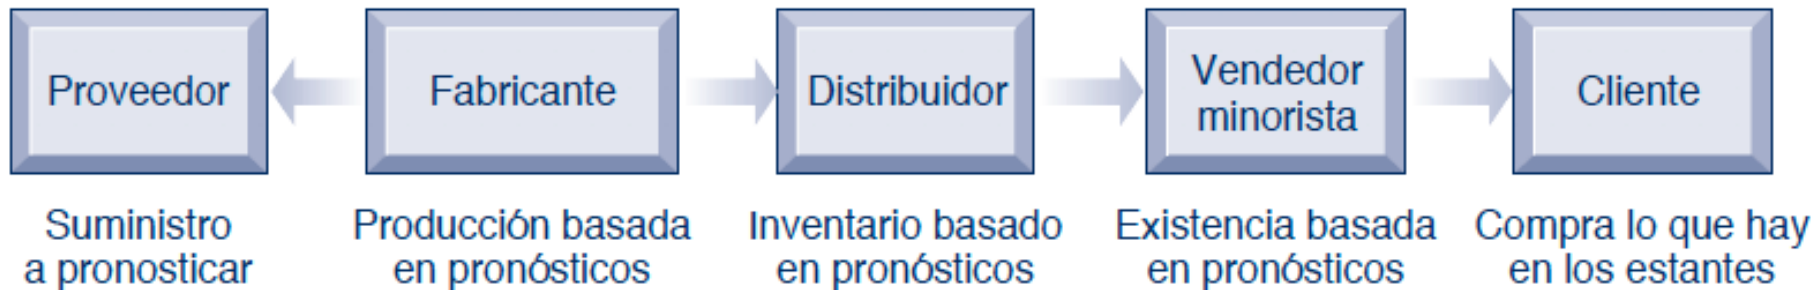 Proveedor
Fabricante
Distribuidor
Vendedor
minorista
Cliente
Suministro
a pronosticar
Producción basada
en pronósticos
Inventario basado
en pronósticos
Existencia basada
en pronósticos
Compra lo que hay
en los estantes